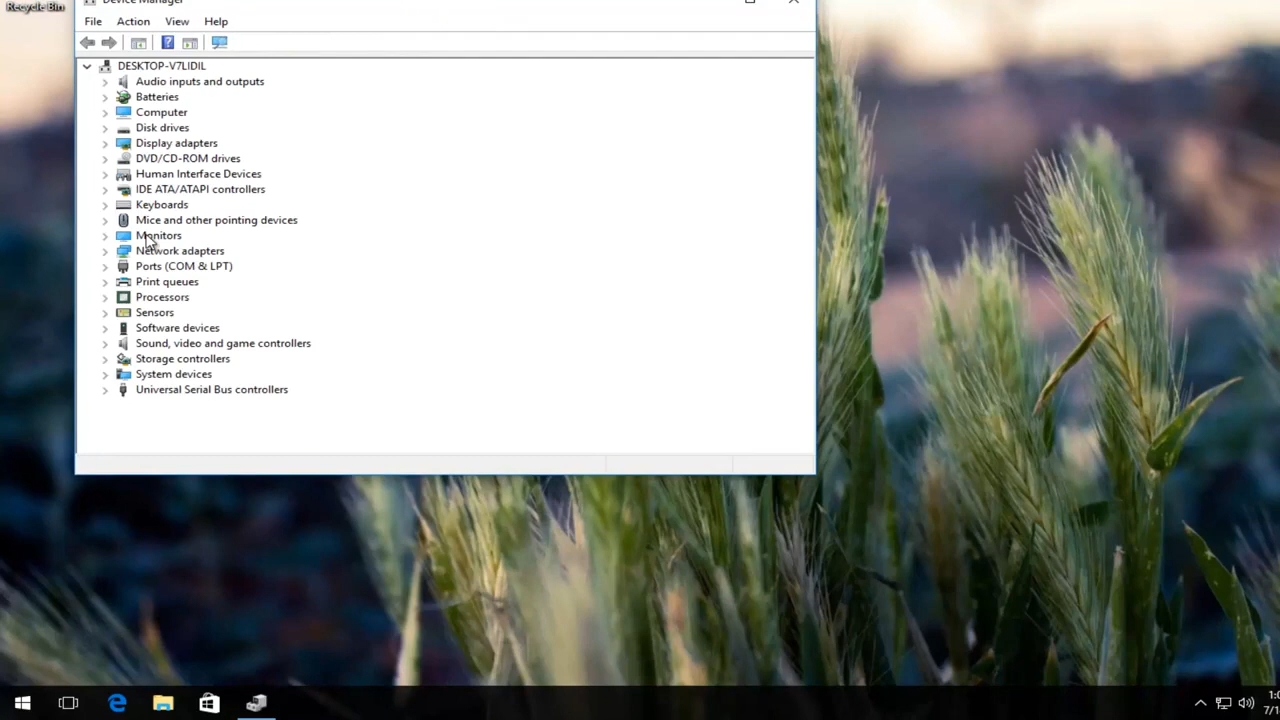 Recycle Bin
Device Manager
File Action View Help
DESKTOP-V7LIDIL
Audio inputs and outputs
Batteries
Computer
Disk drives
Display adapters
DVD/CD-ROM drives
Human Interface Devices
IDE ATA/ATAPI controllers
Keyboards
Mice and other pointing devices
Monitors
Network adapters
Ports (COM & LPT)
Print queues
Processors
Sensors
Software devices
Sound, video and game controllers
Storage controllers
System devices
Universal Serial Bus controllers